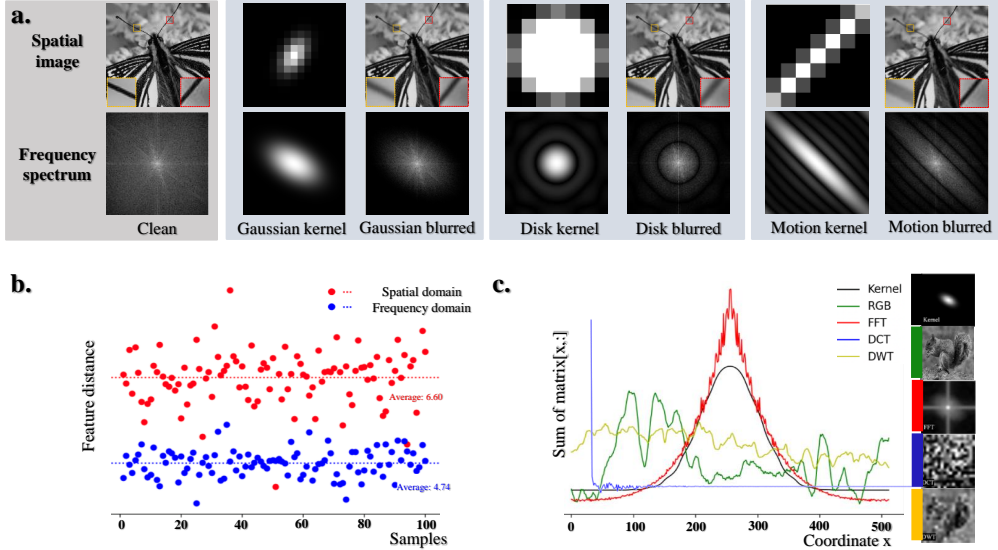 a.
Spatial
image
Frequency
spectrum
Clean
Gaussian kernel
Gaussian blurred
Disk kernel
Disk blurred
Motion kernel
Motion blurred
b.
Spatial domain
Frequency domain
Feature distance
Average: 6.60
Average: 4.74
0 20 40 60 80 100
Samples
c.
Kernel
RGB
FFT
DCT
DWT
Sum of matrix[x,:]
0 100 200 300 400 500
Coordinate x
Kernel
FFT
DCT
DWT